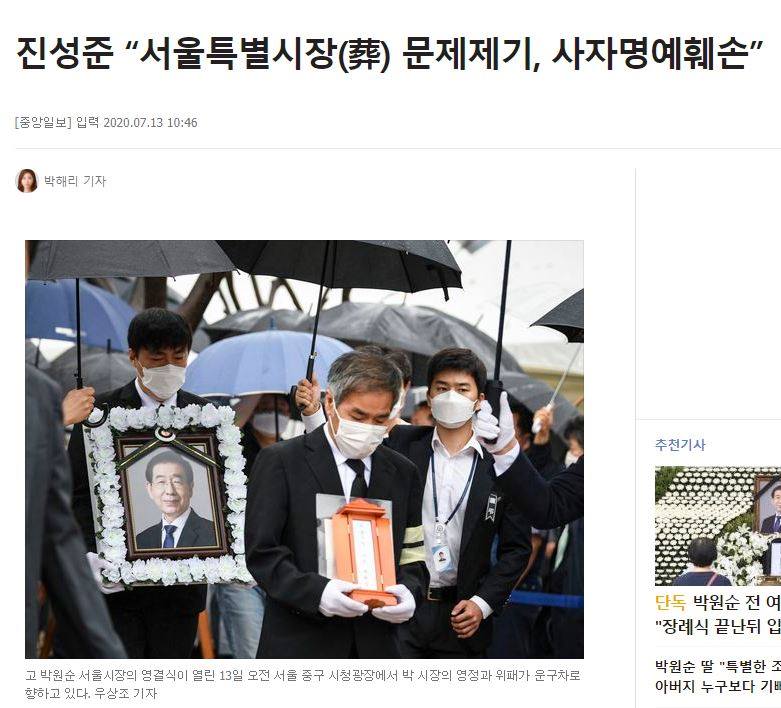 진성준 “서울특별시장(葬) 문제제기, 사자명예훼손”
[중앙일보] 입력 2020.07.13 10:46
박해리 기자
고 박원순 서울시장의 영결식이 열린 13일 오전 서울 중구 시청광장에서 박 시장의 영정과 위패가 운구차로
향하고 있다. 우상조 기자
추천기사
단독 박원순 전 여
"장례식 끝난뒤 입
박원순 딸 "특별한 조
아버지 누구보다 기뻐